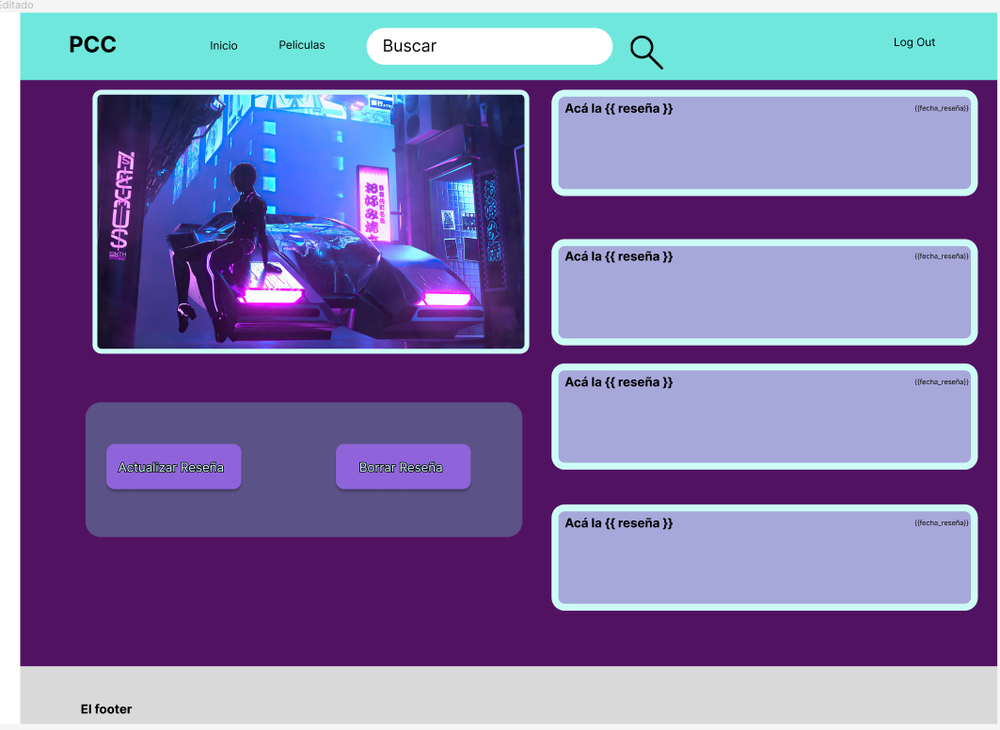 Editado
PCC
Inicio
Peliculas
Buscar
Log Out
Acá la {{ reseña }}
{{fecha_reseña}}
Acá la {{ reseña }}
{{fecha_reseña}}
Actualizar Reseña
Borrar Reseña
Acá la {{ reseña }}
{{fecha_reseña}}
Acá la {{ reseña }}
{{fecha_reseña}}
El footer